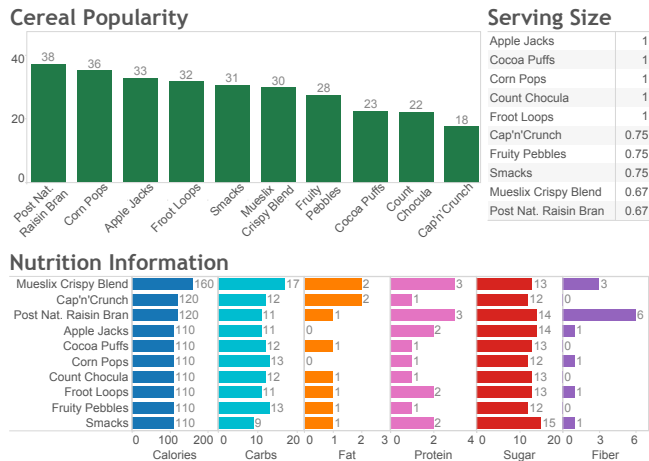 Cereal Popularity
40
20
0
38
36
33
32
31
30
28
23
22
18
Post Nat.
Raisin Bran
Corn Pops
Apple Jacks
Froot Loops
Smacks
Mueslix
Crispy Blend
Fruity
Pebbles
Cocoa Puffs
Count
Chocula
Cap'n'Crunch
Serving Size
Apple Jacks 1
Cocoa Puffs 1
Corn Pops 1
Count Chocula 1
Froot Loops 1
Cap'n'Crunch 0.75
Fruity Pebbles 0.75
Smacks 0.75
Mueslix Crispy Blend 0.67
Post Nat. Raisin Bran 0.67
Nutrition Information
Mueslix Crispy Blend 160 17 2 3 13 3
Cap'n'Crunch 120 12 2 1 12 0
Post Nat. Raisin Bran 120 11 1 3 14 6
Apple Jacks 110 11 0 2 14 1
Cocoa Puffs 110 12 1 1 13 0
Corn Pops 110 13 0 1 12 1
Count Chocula 110 12 1 1 13 0
Froot Loops 110 11 1 2 13 1
Fruity Pebbles 110 13 1 1 12 0
Smacks 110 9 1 2 15 1
0 100 200 0 10 20 0 1 2 3 0 2 4 0 10 20 0 2 4 6
Calories Carbs Fat Protein Sugar Fiber